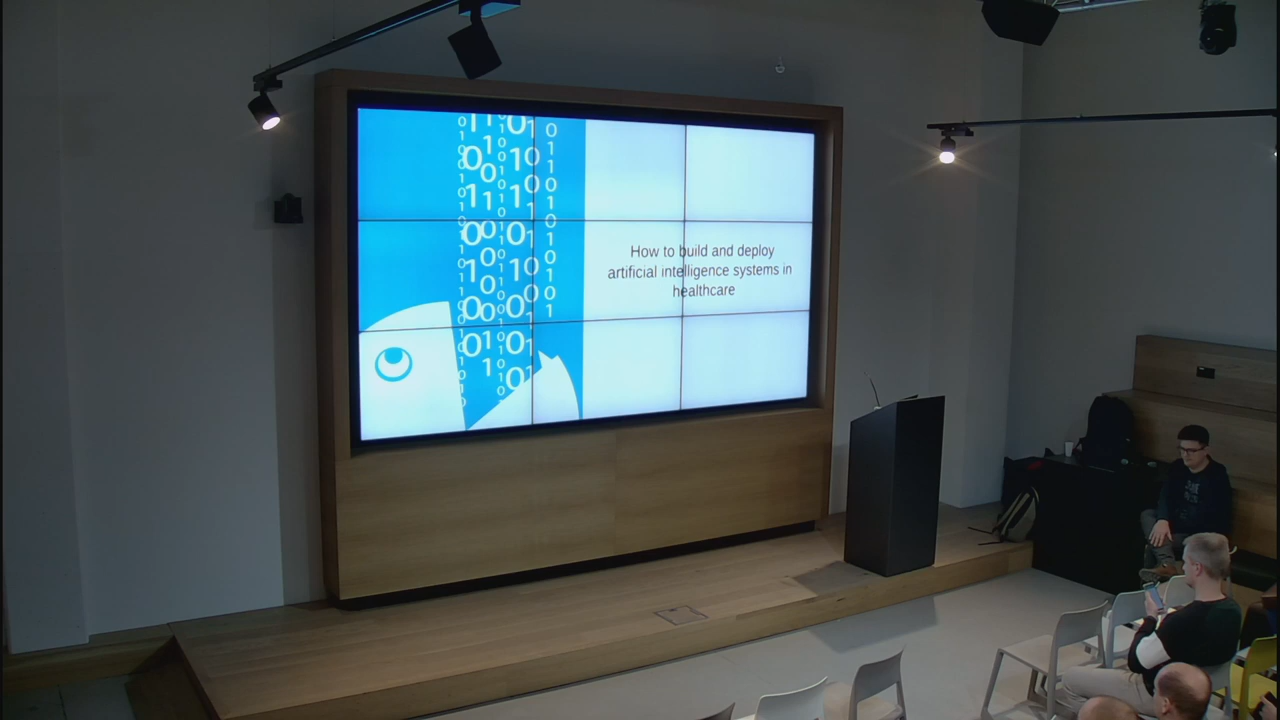 How to build and deploy
artificial intelligence systems in
healthcare